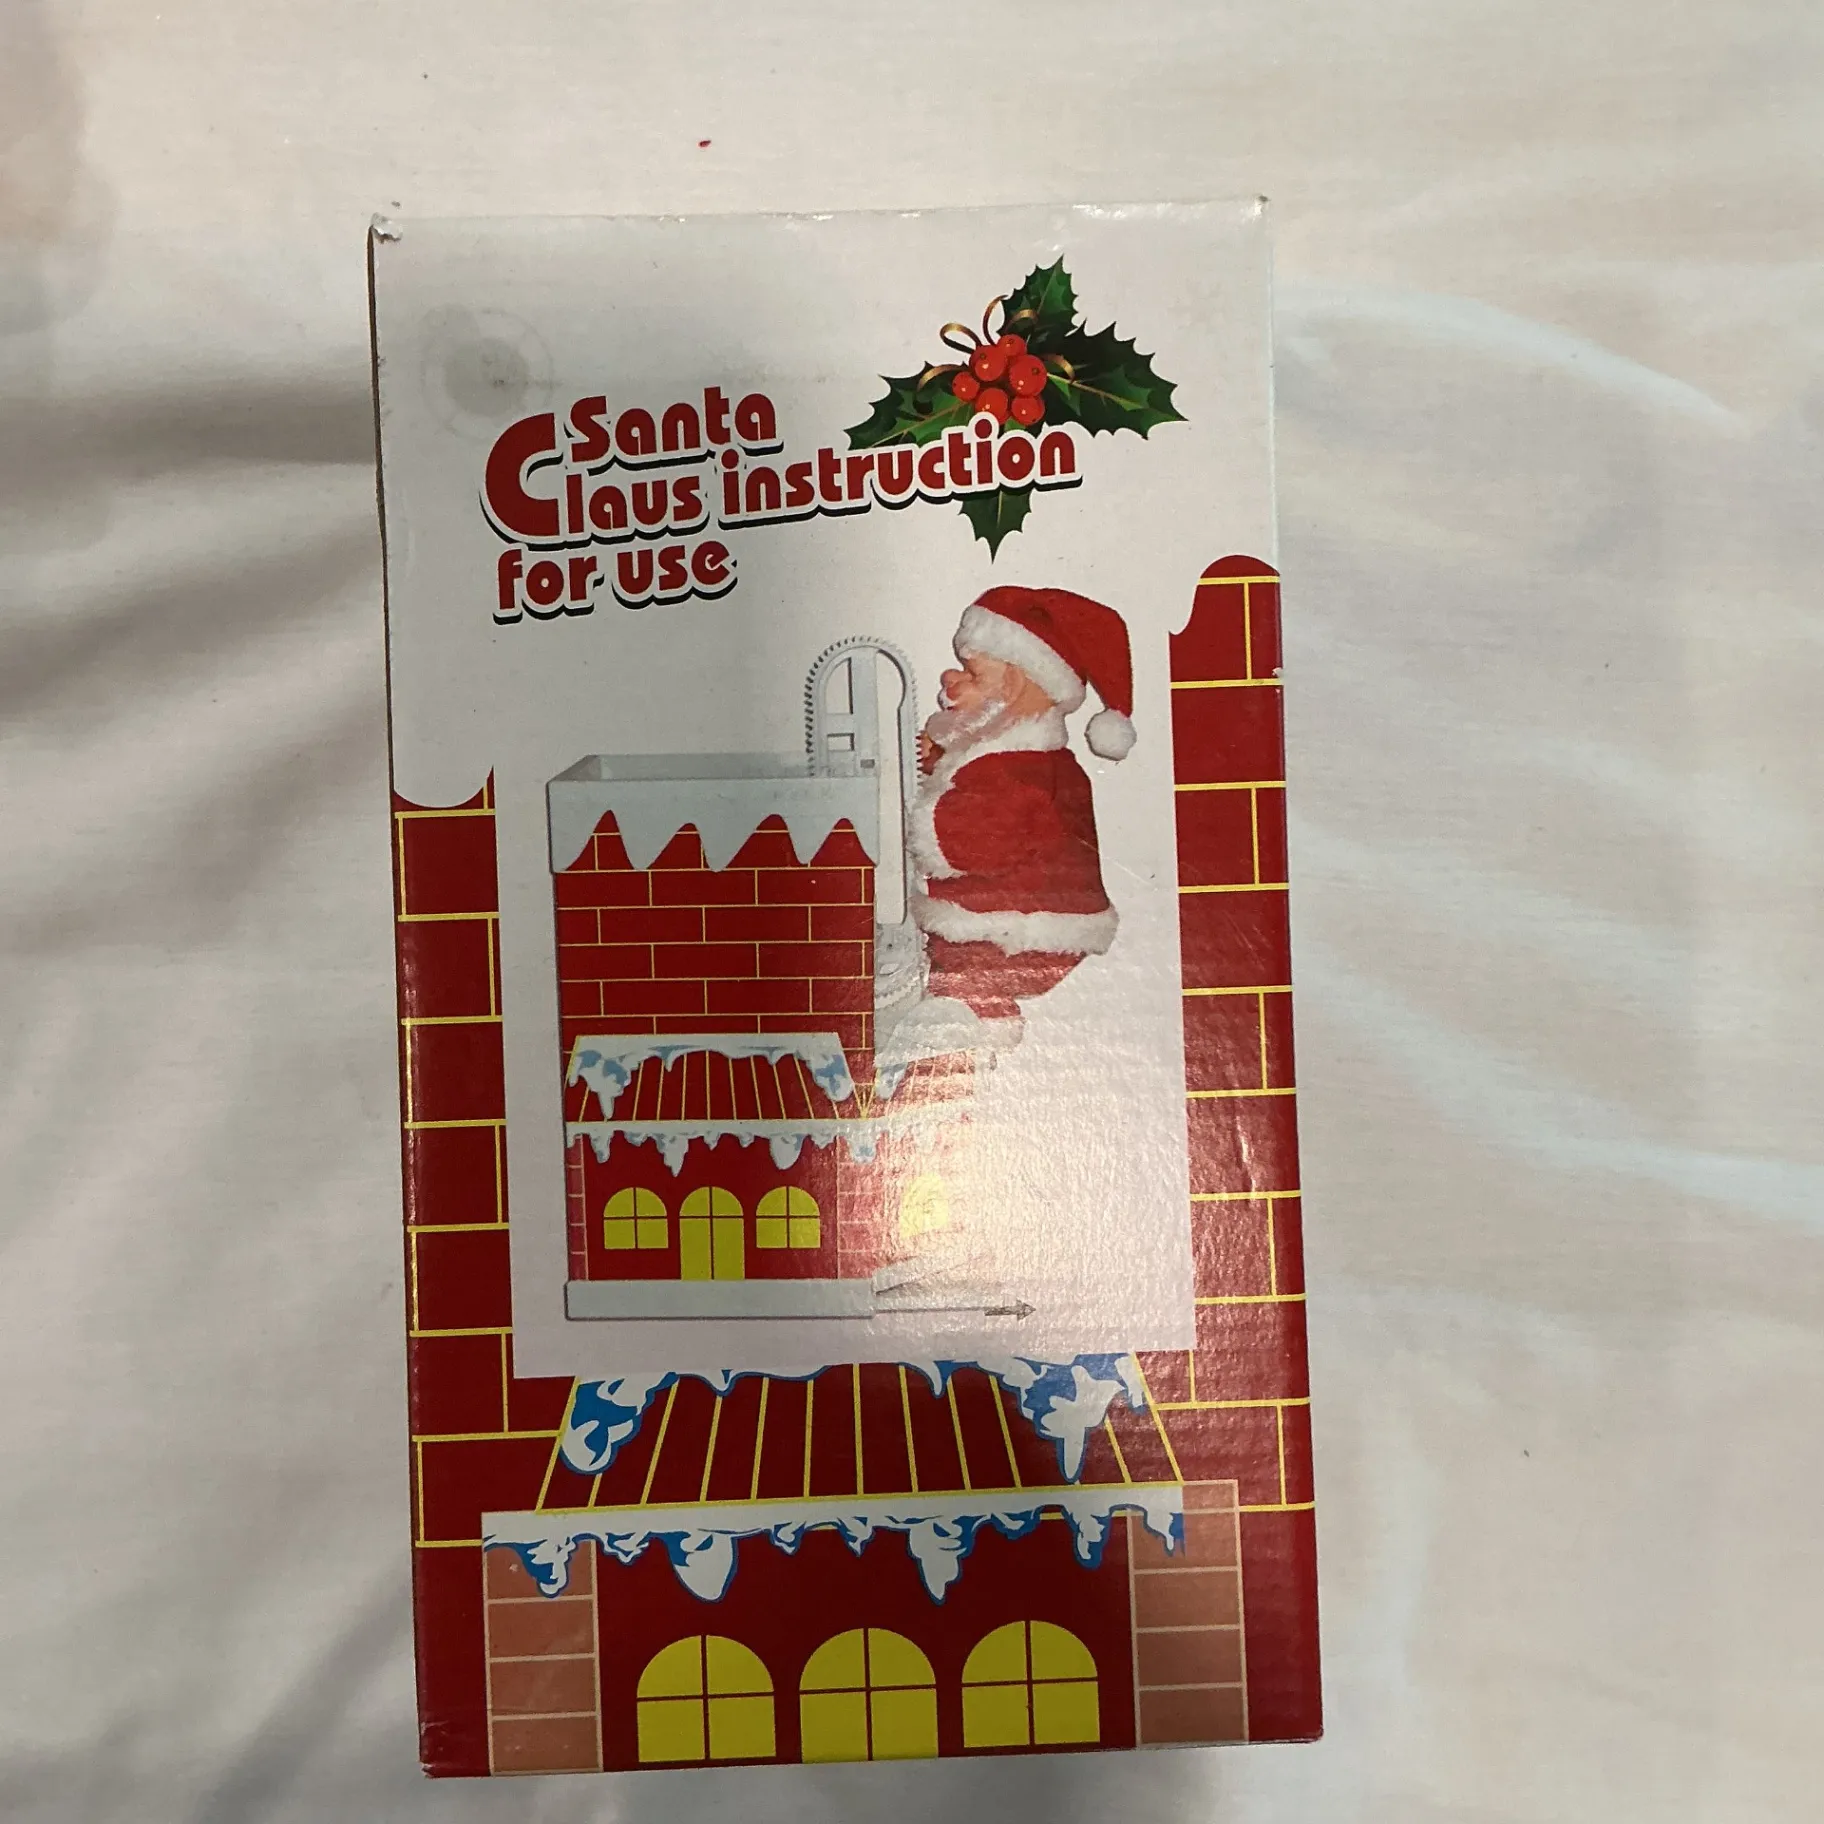 Santa
Claus instruction
for use